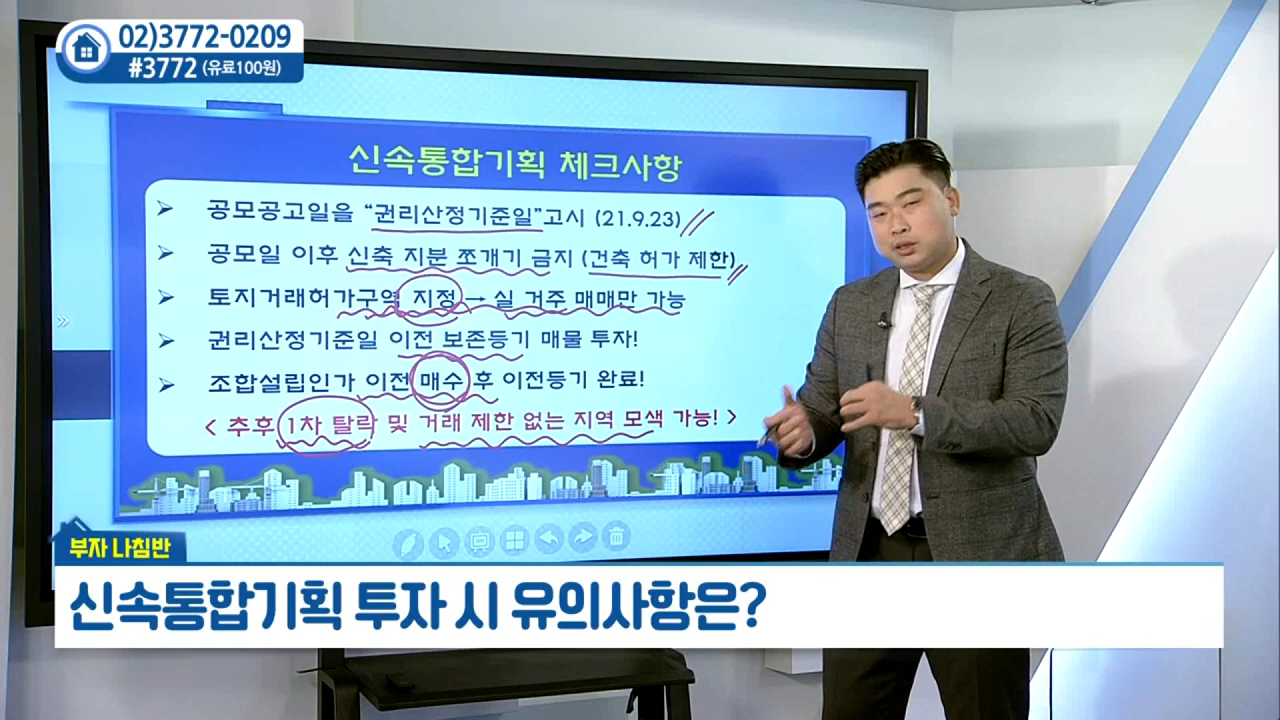 02)3772-0209
#3772 (유료100원)
신속통합기획 체크사항
➢ 공모공고일을 “권리산정기준일”고시 (21.9.23)
➢ 공모일 이후 신축 지분 쪼개기 금지 (건축 허가 제한)
➢ 토지거래허가구역 지정 → 실 거주 매매만 가능
➢ 권리산정기준일 이전 보존등기 매물 투자!
➢ 조합설립인가 이전 매수 후 이전등기 완료!
< 추후 1차 탈락 및 거래 제한 없는 지역 모색 가능! >
부자 나침반
신속통합기획 투자 시 유의사항은?